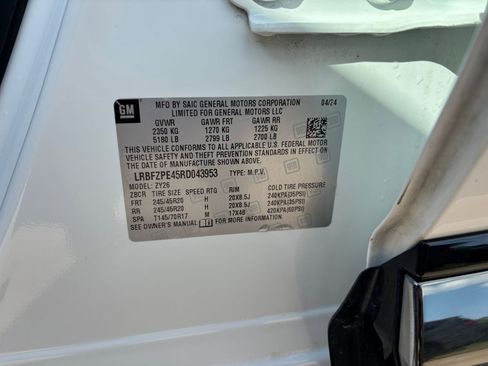 GM
MFD BY SAIC GENERAL MOTORS CORPORATION 04/24
LIMITED FOR GENERAL MOTORS LLC
GVWR GAWR FRT GAWR RR
2350 KG 1270 KG 1225 KG
5180 LB 2799 LB 2700 LB
THIS VEHICLE CONFORMS TO ALL APPLICABLE U.S. FEDERAL MOTOR
VEHICLE SAFETY, BUMPER, AND THEFT PREVENTION STANDARDS IN EFFECT ON
THE DATE OF MANUFACTURE SHOWN ABOVE.
LRBFZPE45RD043953 TYPE: M.P.V.
MODEL: ZY26
ZBCR TIRE SIZE SPEED RTG RIM COLD TIRE PRESSURE
FRT 245/45R20 H 20X8.5J 240KPA(35PSI)
RR 245/45R20 H 20X8.5J 240KPA(35PSI)
SPA T145/70R17 M 17X4B 420KPA(60PSI)
SEE OWNER'S MANUAL FOR MORE INFORMATION